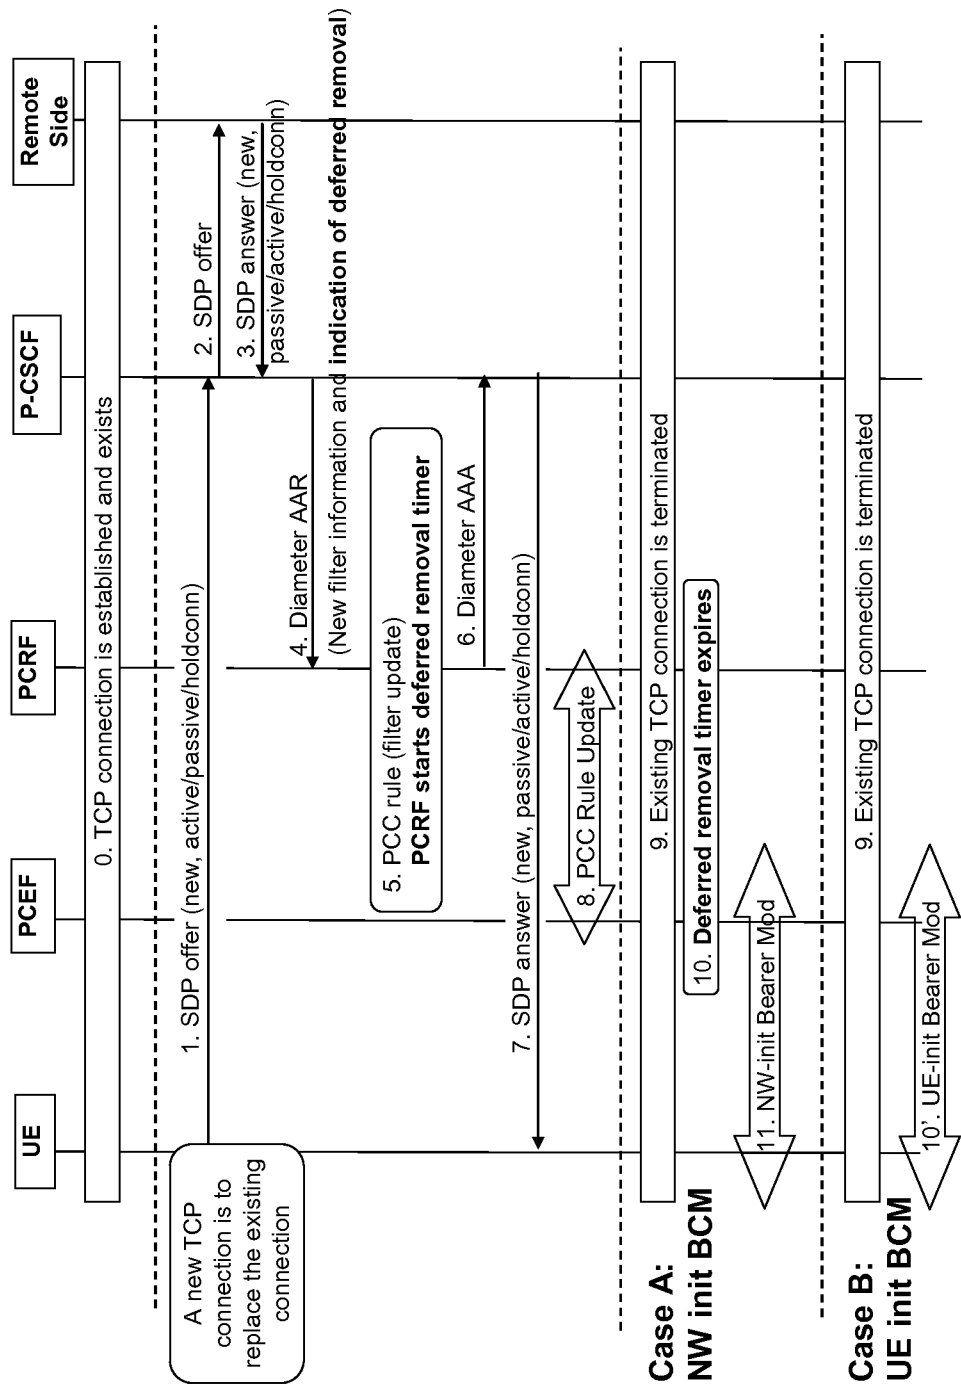 UE
PCEF
PCRF
P-CSCF
Remote
Side
0. TCP connection is established and exists
A new TCP
connection is to
replace the existing
connection
1. SDP offer (new, active/passive/holdconn)
2. SDP offer
3. SDP answer (new,
passive/active/holdconn)
4. Diameter AAR
(New filter information and indication of deferred removal)
5. PCC rule (filter update)
PCRF starts deferred removal timer
6. Diameter AAA
7. SDP answer (new, passive/active/holdconn)
8. PCC Rule Update
Case A:
NW init BCM
9. Existing TCP connection is terminated
10. Deferred removal timer expires
11. NW-init Bearer Mod
Case B:
UE init BCM
9. Existing TCP connection is terminated
10'. UE-init Bearer Mod